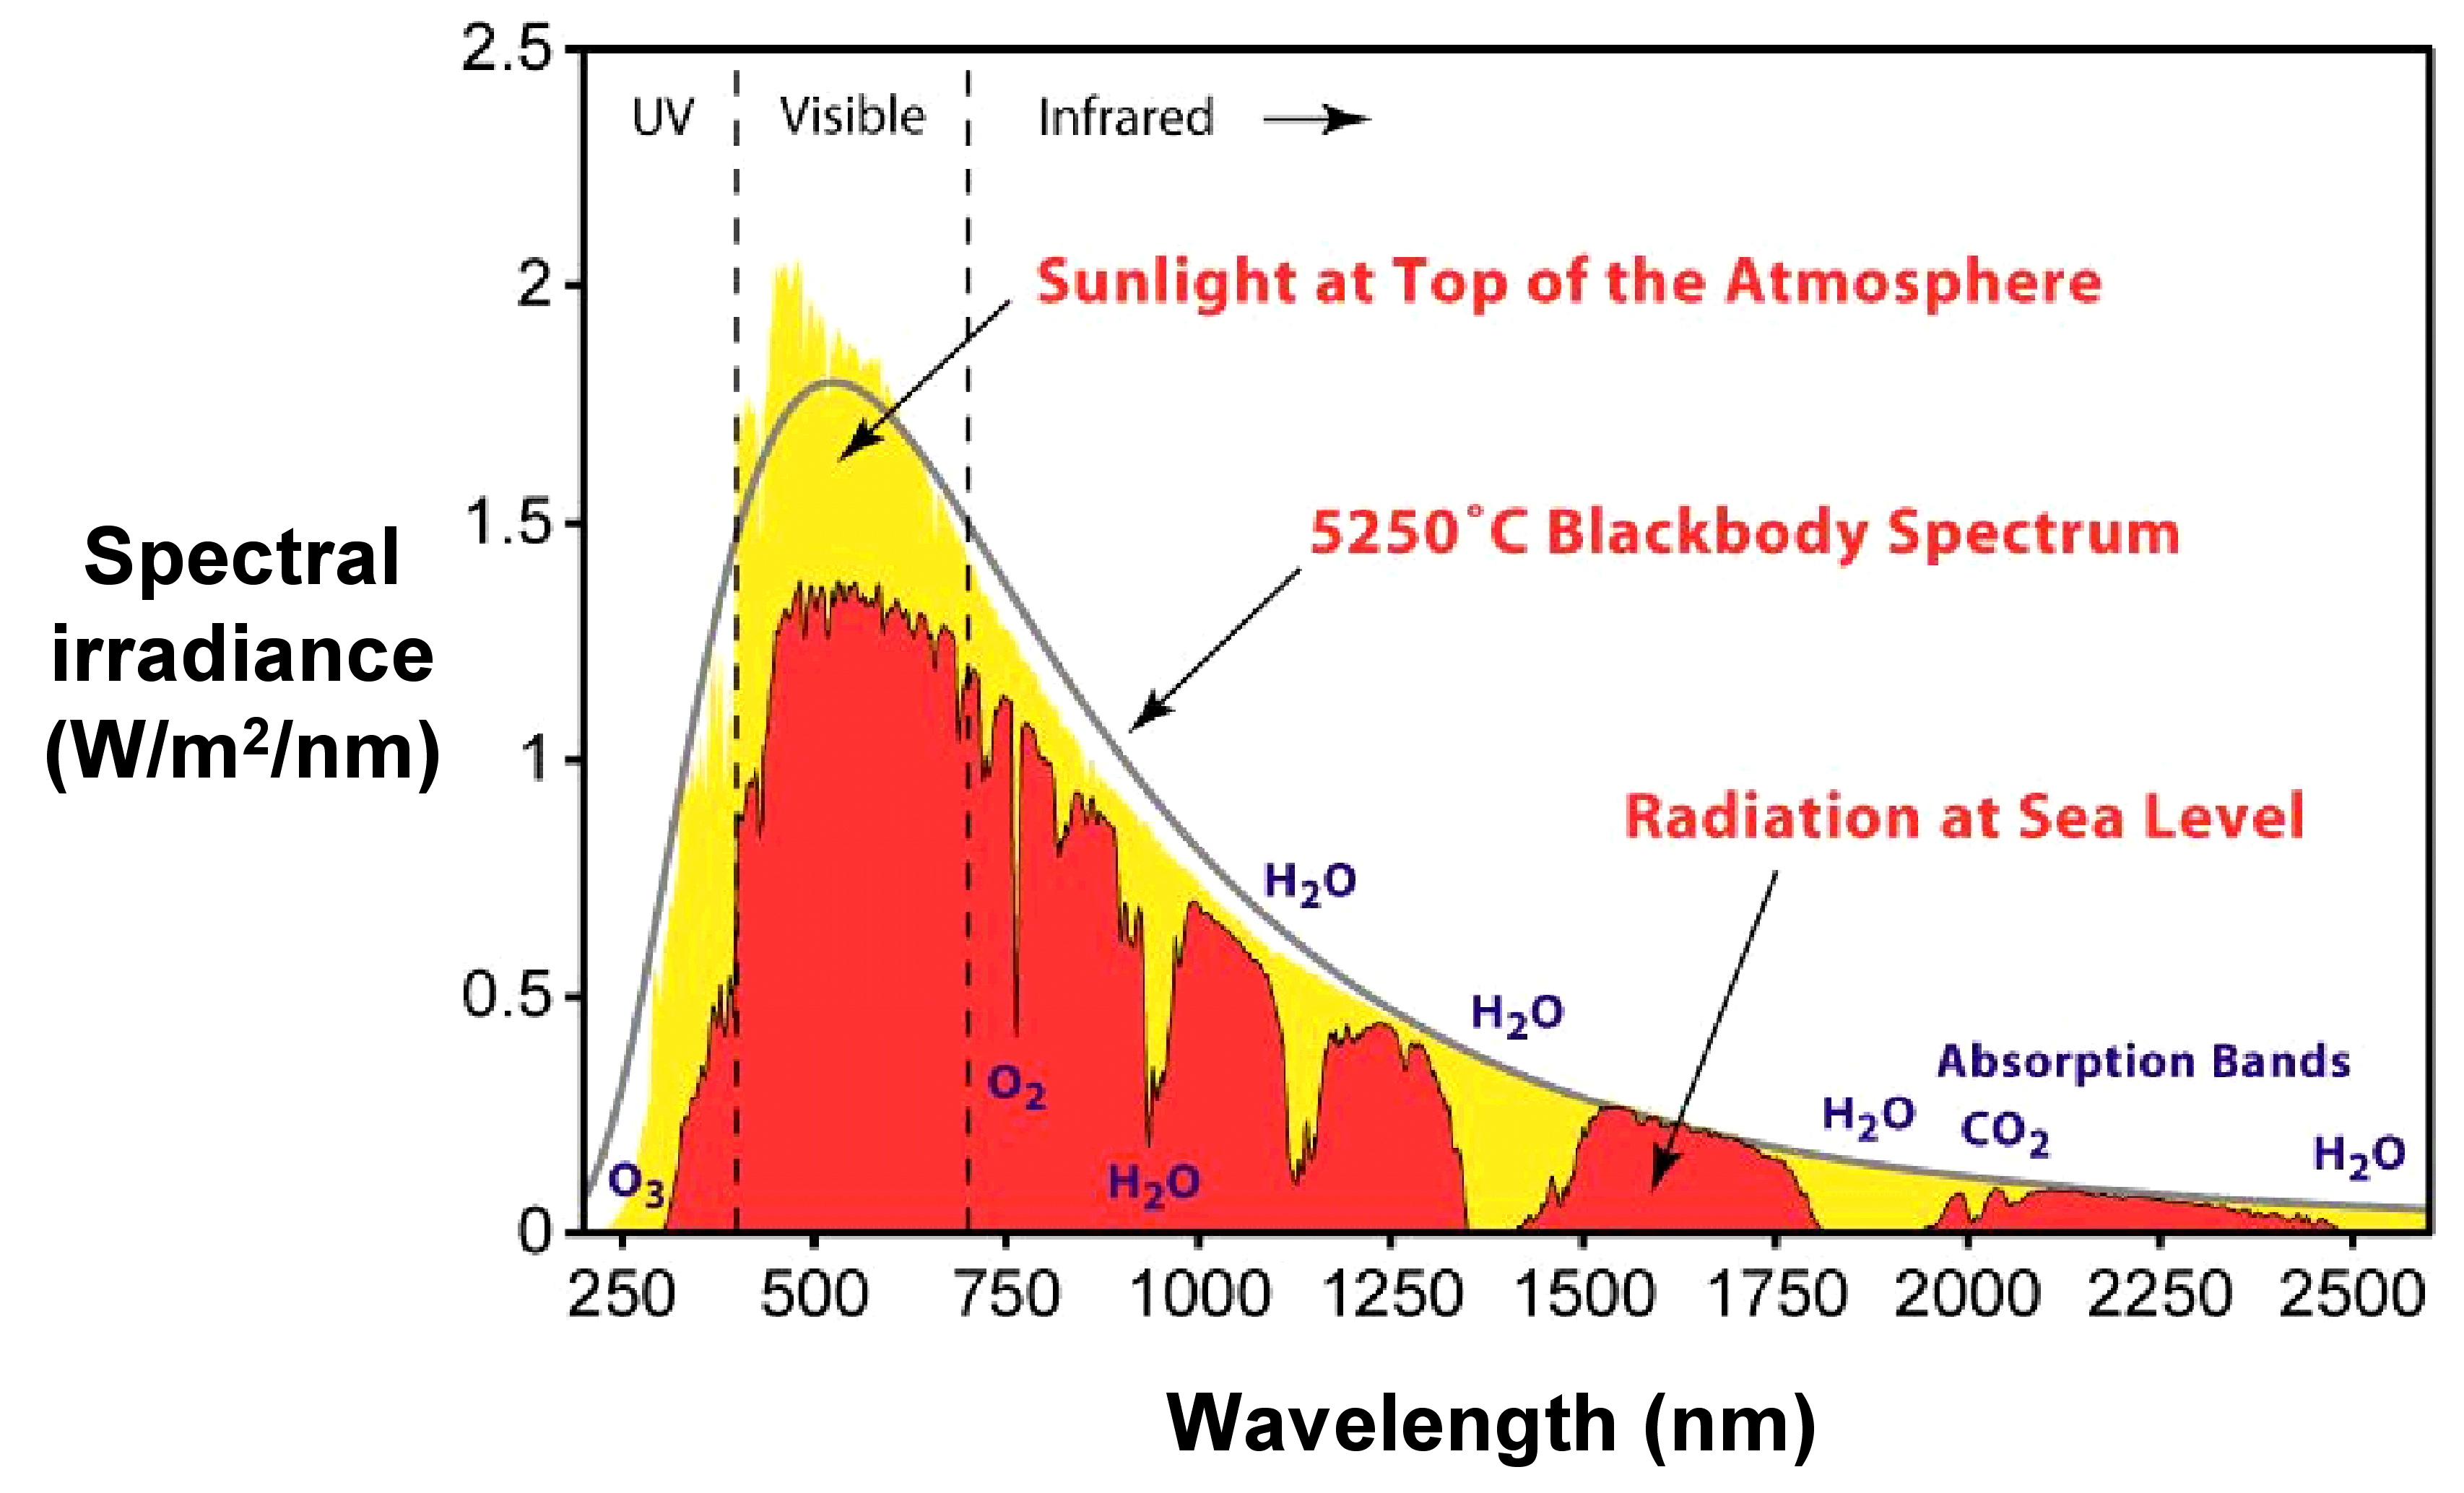 2.5
UV
Visible
Infrared
2
Sunlight at Top of the Atmosphere
1.5
5250°C Blackbody Spectrum
Spectral
irradiance
(W/m²/nm)
1
Radiation at Sea Level
H₂O
0.5
H₂O
Absorption Bands
O₂
H₂O
CO₂
H₂O
O₃
H₂O
0
250 500 750 1000 1250 1500 1750 2000 2250 2500
Wavelength (nm)